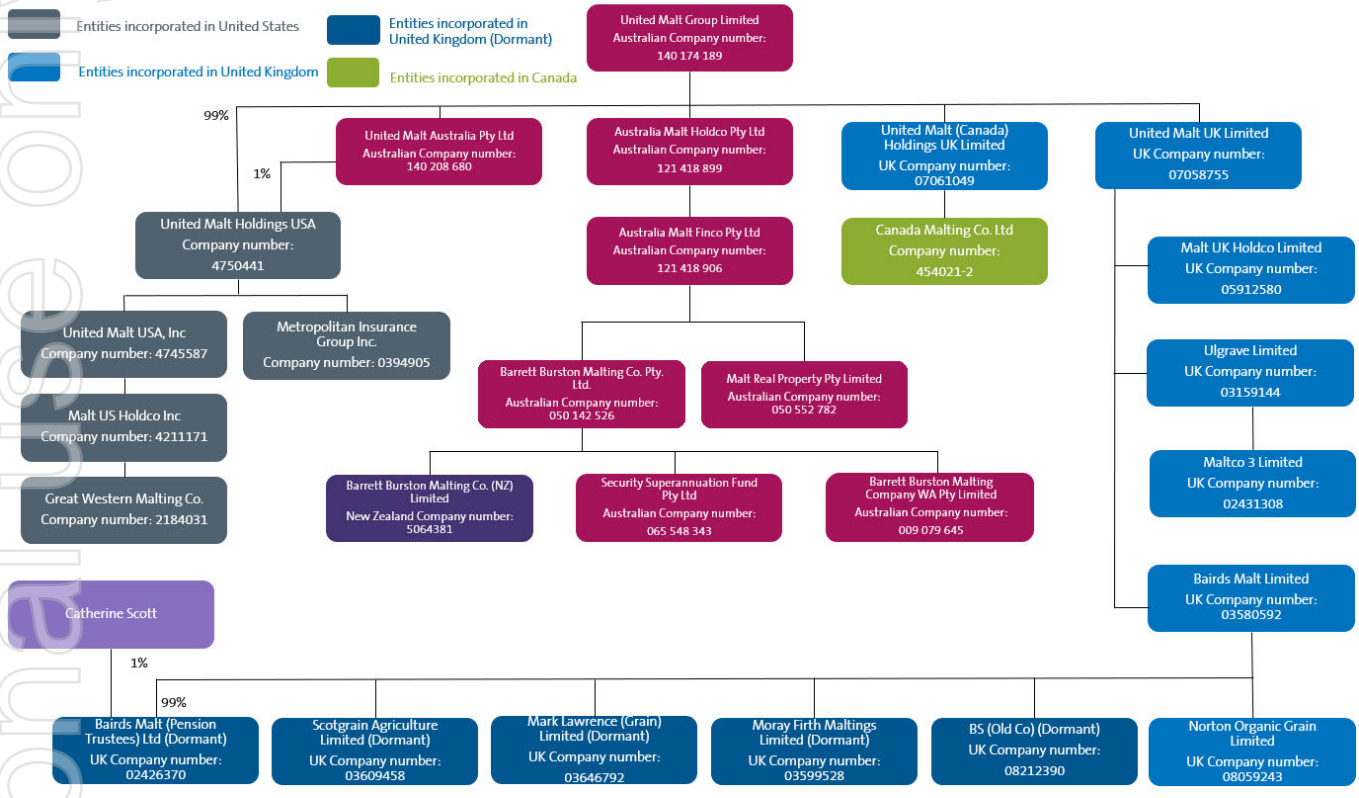 Entities incorporated in United States
Entities incorporated in
United Kingdom (Dormant)
Entities incorporated in United Kingdom
Entities incorporated in Canada
United Malt Group Limited
Australian Company number:
140 174 189
99%
United Malt Australia Pty Ltd
Australian Company number:
140 208 680
1%
Australia Malt Holdco Pty Ltd
Australian Company number:
121 418 899
United Malt (Canada)
Holdings UK Limited
UK Company number:
07061049
United Malt UK Limited
UK Company number:
07058755
United Malt Holdings USA
Company number:
4750441
Australia Malt Finco Pty Ltd
Australian Company number:
121 418 906
Canada Malting Co. Ltd
Company number:
454021-2
Malt UK Holdco Limited
UK Company number:
05912580
United Malt USA, Inc
Company number: 4745587
Metropolitan Insurance
Group Inc.
Company number: 0394905
Barrett Burston Malting Co. Pty.
Ltd.
Australian Company number:
050 142 526
Malt Real Property Pty Limited
Australian Company number:
050 552 782
Ulgrave Limited
UK Company number:
03159144
Malt US Holdco Inc
Company number: 4211171
Great Western Malting Co.
Company number: 2184031
Barrett Burston Malting Co. (NZ)
Limited
New Zealand Company number:
5064381
Security Superannuation Fund
Pty Ltd
Australian Company number:
065 548 343
Barrett Burston Malting
Company WA Pty Limited
Australian Company number:
009 079 645
Maltco 3 Limited
UK Company number:
02431308
Catherine Scott
1%
Bairds Malt Limited
UK Company number:
03580592
99%
Bairds Malt (Pension
Trustees) Ltd (Dormant)
UK Company number:
02426370
Scotgrain Agriculture
Limited (Dormant)
UK Company number:
03609458
Mark Lawrence (Grain)
Limited (Dormant)
UK Company number:
03646792
Moray Firth Maltings
Limited (Dormant)
UK Company number:
03599528
BS (Old Co) (Dormant)
UK Company number:
08212390
Norton Organic Grain
Limited
UK Company number:
08059243
onal use only